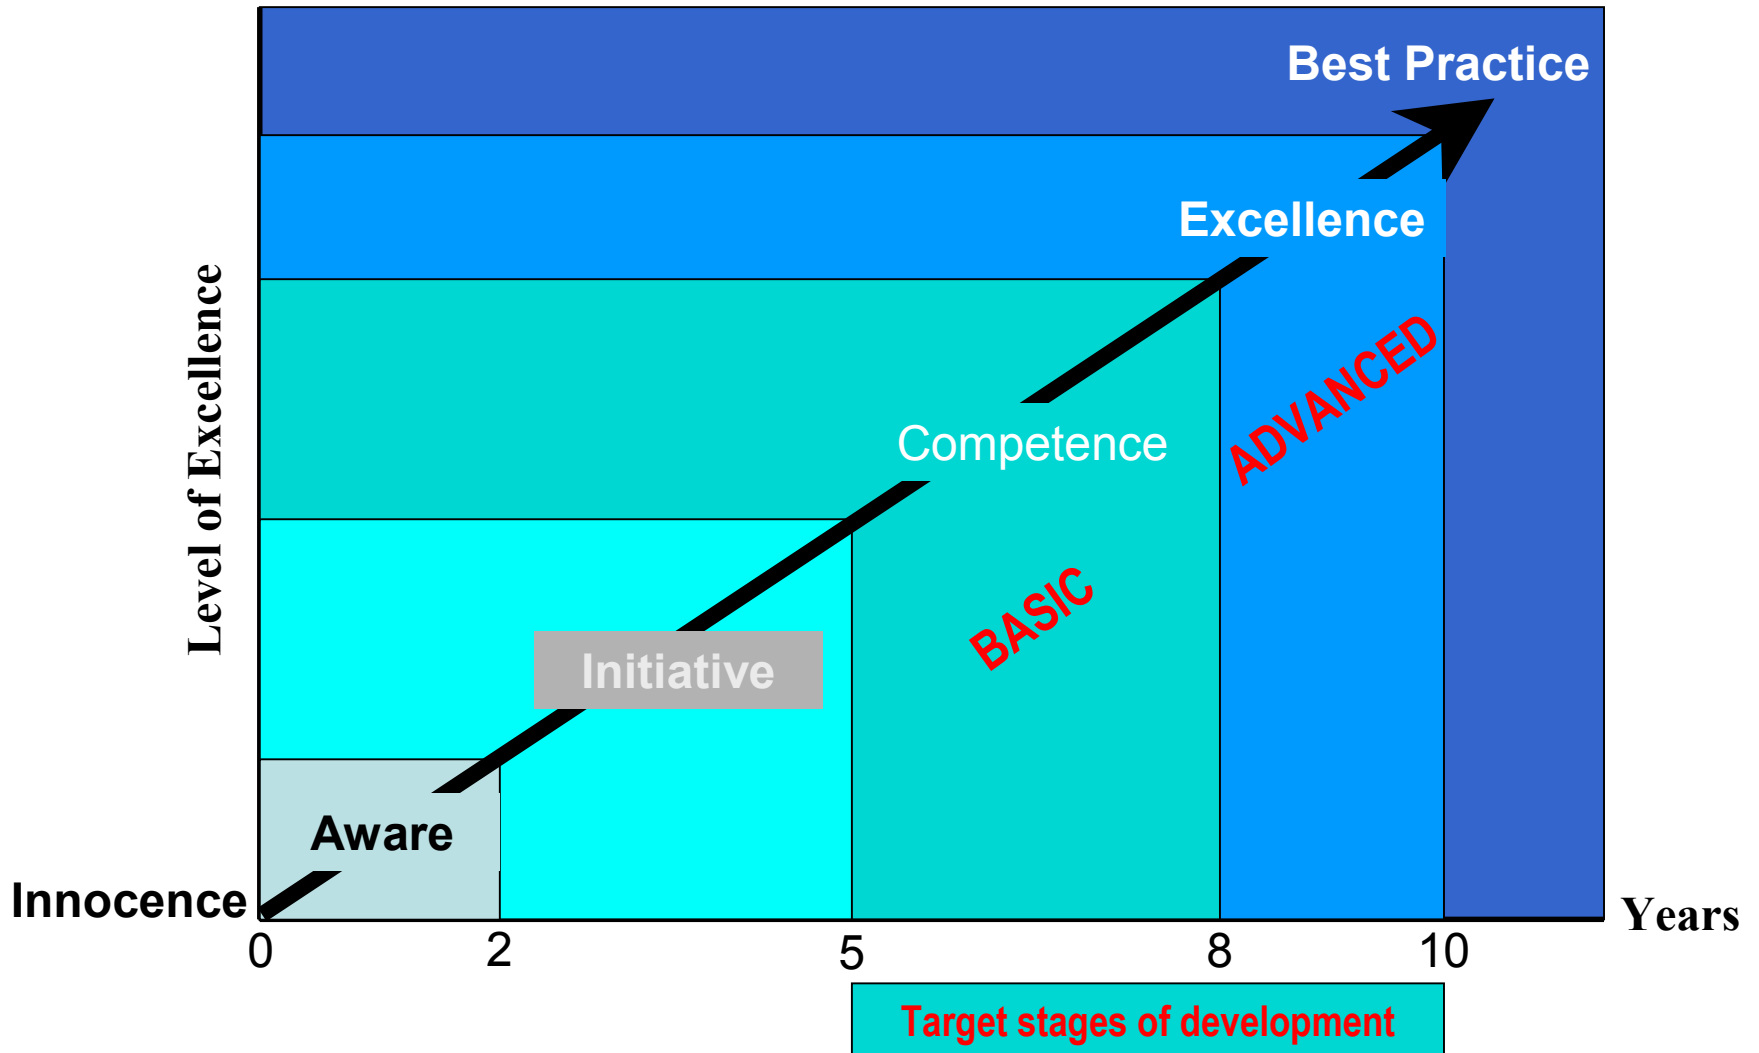 Best Practice
Excellence
Level of Excellence
ADVANCED
Competence
BASIC
Initiative
Aware
Innocence
Years
0 2 5 8 10
Target stages of development